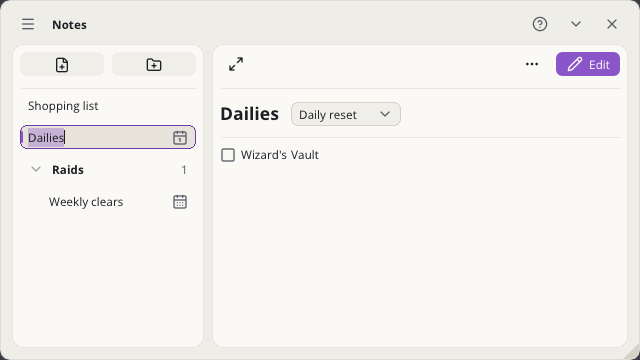 Notes
Edit
Shopping list
Dailies
Raids 1
Weekly clears
Dailies Daily reset
Wizard's Vault